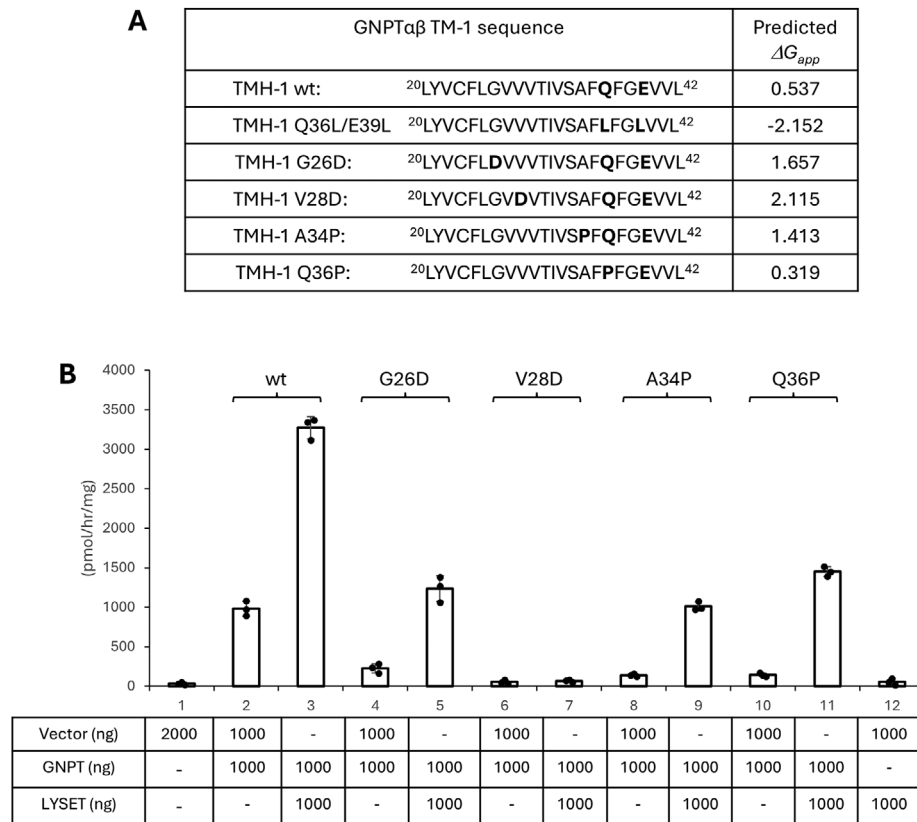 A
GNPTαβ TM-1 sequence Predicted ΔGapp
TMH-1 wt: 20LYVCFLGVVVTIVSAFQFGEVVL42 0.537
TMH-1 Q36L/E39L 20LYVCFLGVVVTIVSAFLFGLVVL42 -2.152
TMH-1 G26D: 20LYVCFLDVVVTIVSAFQFGEVVL42 1.657
TMH-1 V28D: 20LYVCFLGVDVTIVSAFQFGEVVL42 2.115
TMH-1 A34P: 20LYVCFLGVVVTIVSPFQFGEVVL42 1.413
TMH-1 Q36P: 20LYVCFLGVVVTIVSAFPFGEVVL42 0.319
B
wt G26D V28D A34P Q36P
(pmol/hr/mg)
4000
3500
3000
2500
2000
1500
1000
500
0
1 2 3 4 5 6 7 8 9 10 11 12
Vector (ng) 2000 1000 - 1000 - 1000 - 1000 - 1000 - 1000
GNPT (ng) - 1000 1000 1000 1000 1000 1000 1000 1000 1000 1000 -
LYSET (ng) - - 1000 - 1000 - 1000 - 1000 - 1000 1000